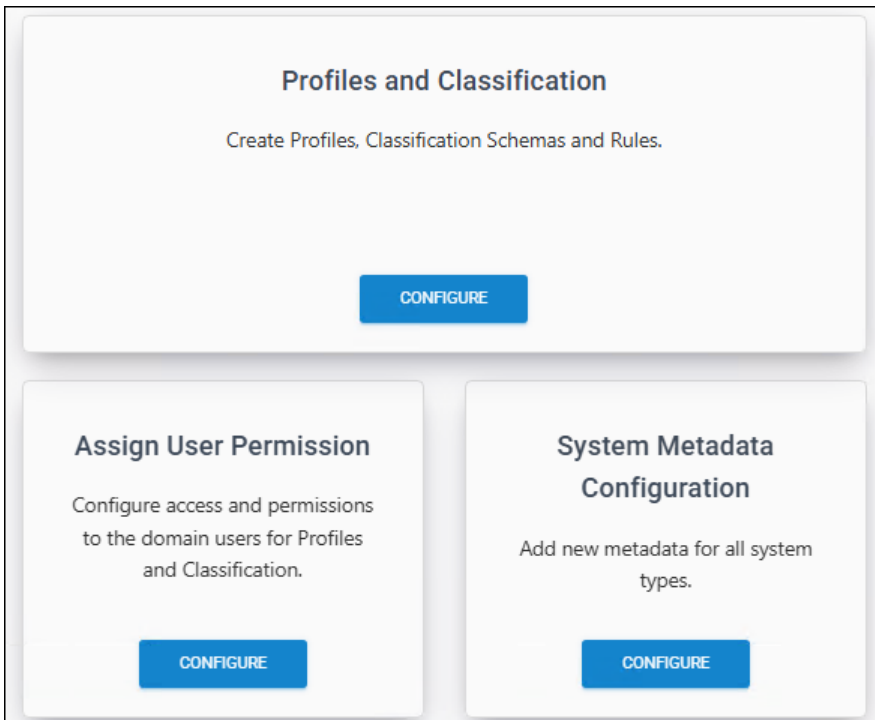 Profiles and Classification
Create Profiles, Classification Schemas and Rules.
CONFIGURE
Assign User Permission
Configure access and permissions
to the domain users for Profiles
and Classification.
CONFIGURE
System Metadata
Configuration
Add new metadata for all system
types.
CONFIGURE